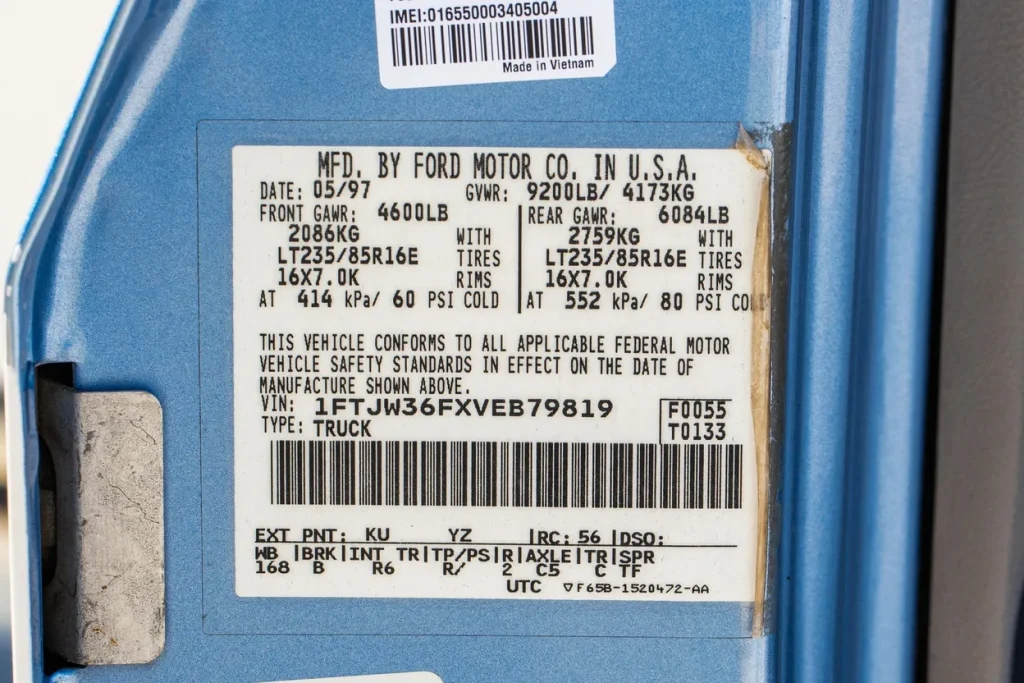 IMEI:016550003405004
Made in Vietnam
MFD. BY FORD MOTOR CO. IN U.S.A.
DATE: 05/97 GVWR: 9200LB/ 4173KG
FRONT GAWR: 4600LB REAR GAWR: 6084LB
2086KG WITH 2759KG WITH
LT235/85R16E TIRES LT235/85R16E TIRES
16X7.0K RIMS 16X7.0K RIMS
AT 414 kPa/ 60 PSI COLD AT 552 kPa/ 80 PSI COLD
THIS VEHICLE CONFORMS TO ALL APPLICABLE FEDERAL MOTOR
VEHICLE SAFETY STANDARDS IN EFFECT ON THE DATE OF
MANUFACTURE SHOWN ABOVE.
VIN: 1FTJW36FXVEB79819 F0055
TYPE: TRUCK T0133
EXT PNT: KU YZ |RC: 56 |DSO:
WB |BRK|INT TR|TP/PS|R|AXLE|TR|SPR
168 B R6 R/ 2 C5 C TF
UTC ▽F65B-1520472-AA